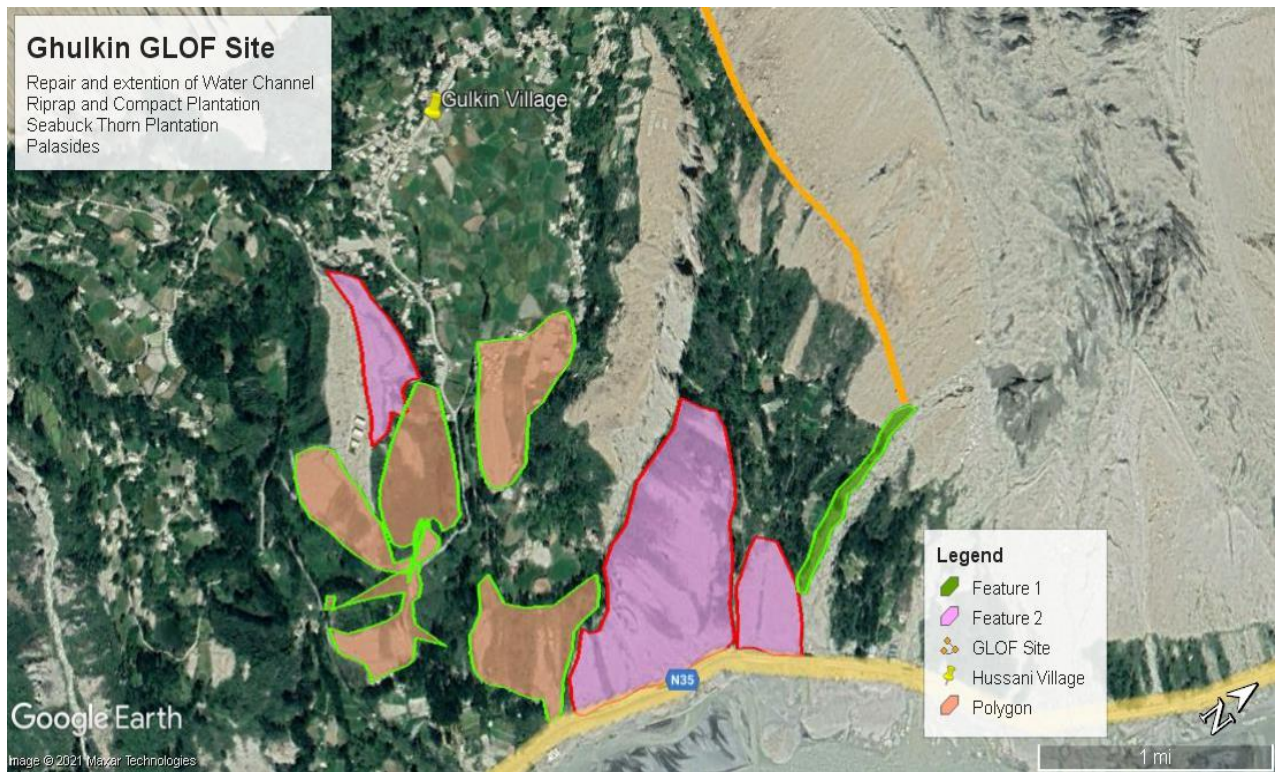 Ghulkin GLOF Site
Repair and extention of Water Channel
Riprap and Compact Plantation
Seabuck Thorn Plantation
Palasides
Gulkin Village
N35
Legend
Feature 1
Feature 2
GLOF Site
Hussani Village
Polygon
Google Earth
N
Image © 2021 Maxar Technologies
1 mi